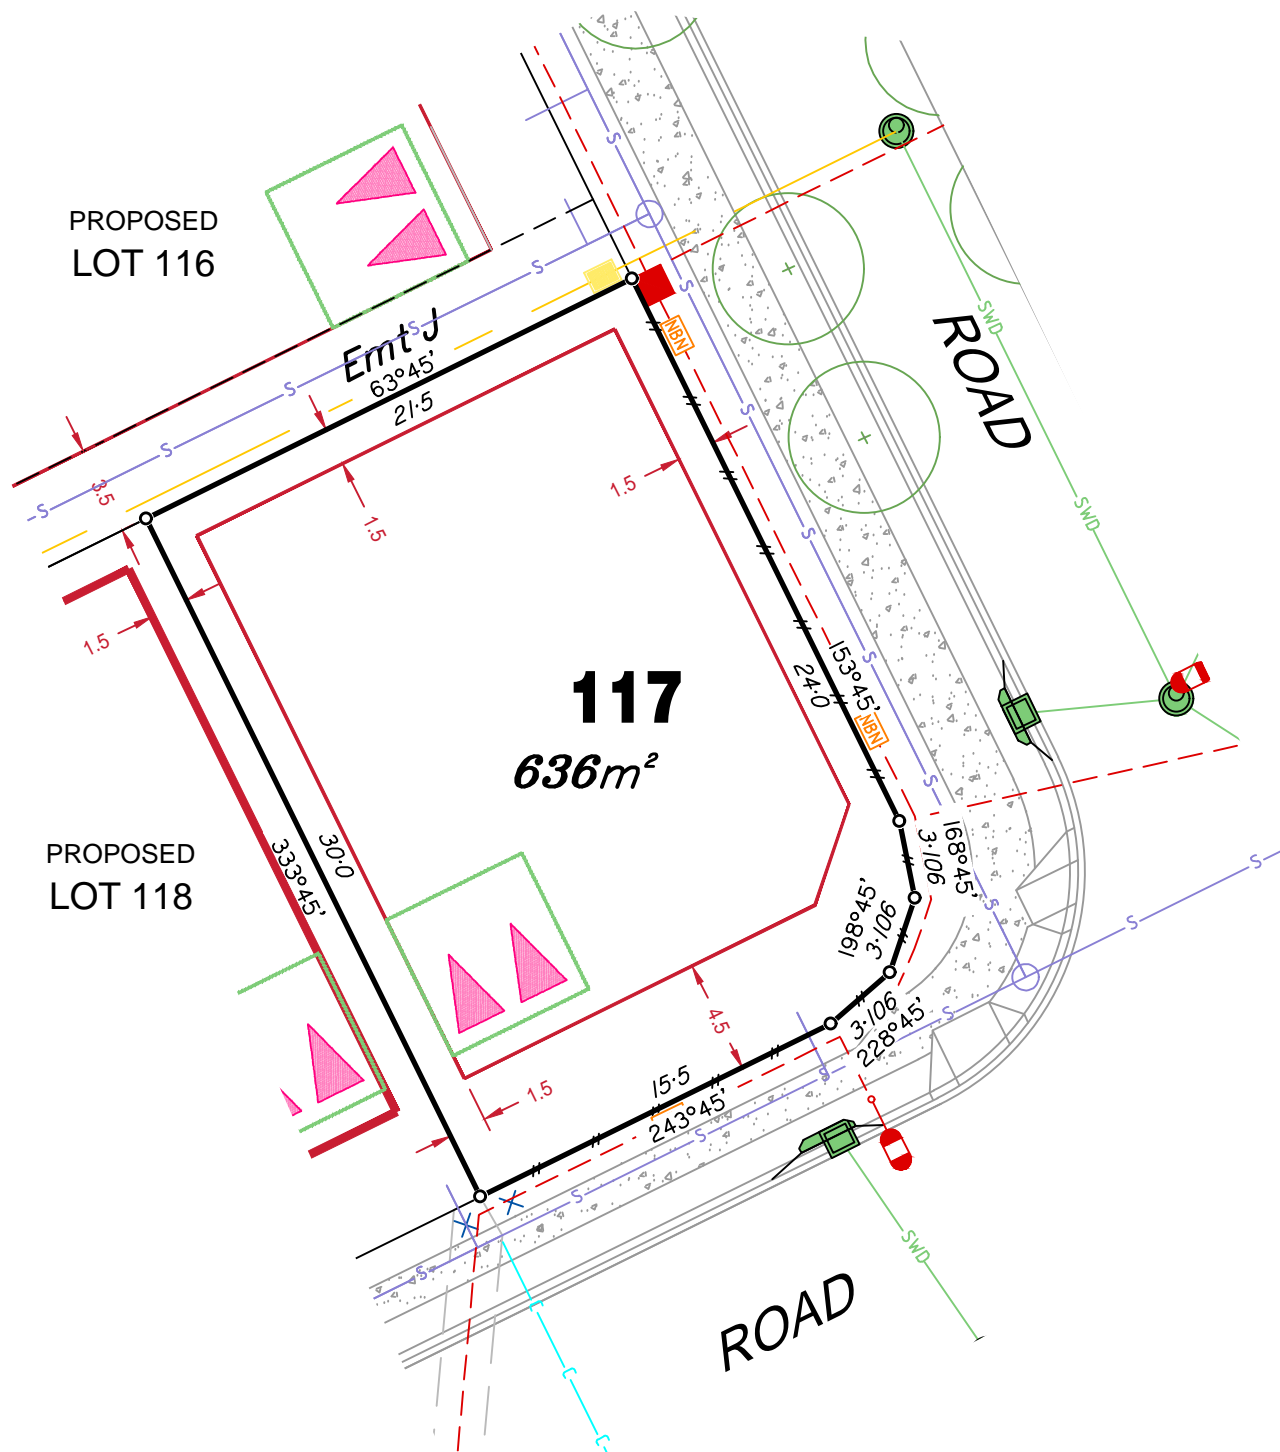 PROPOSED
LOT 116
S
S
S
S
S
S
Emt J
63°45'
21·5
3.5
1.5
1.5
1.5
NBN
S
S
S
S
S
S
S
ROAD
SWD
SWD
153°45'
24·0
NBN
117
636m²
PROPOSED
LOT 118
333°45'
30·0
168°45'
3·106
198°45'
3·106
3·106
228°45'
4.5
1.5
15·5
243°45'
S
S
S
S
S
S
S
SWD
ROAD